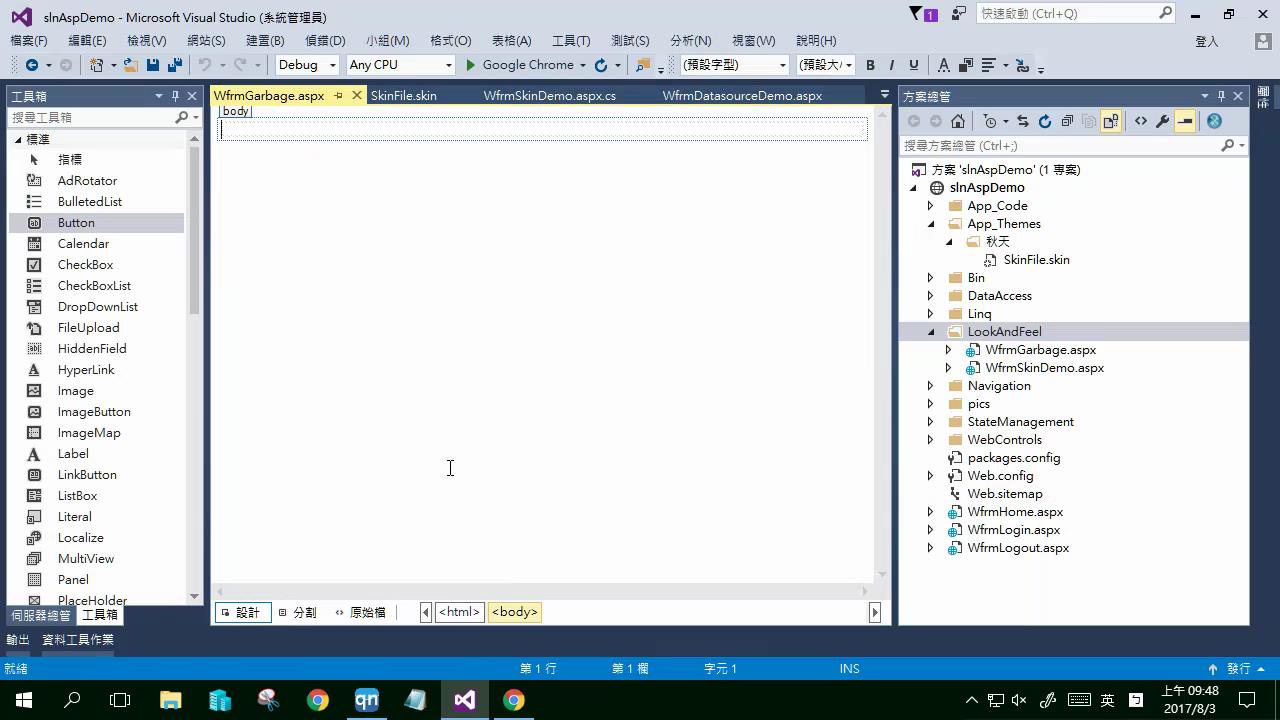 slnAspDemo - Microsoft Visual Studio (系統管理員)
1
快速啟動 (Ctrl+Q)
檔案(F) 編輯(E) 檢視(V) 網站(S) 建置(B) 偵錯(D) 小組(M) 格式(O) 表格(A) 工具(T) 測試(S) 分析(N) 視窗(W) 說明(H) 登入
Debug Any CPU Google Chrome (預設字型) (預設大 B I U
工具箱
搜尋工具箱
標準
指標
AdRotator
BulletedList
Button
Calendar
CheckBox
CheckBoxList
DropDownList
FileUpload
HiddenField
HyperLink
Image
ImageButton
ImageMap
Label
LinkButton
ListBox
Literal
Localize
MultiView
Panel
PlaceHolder
伺服器總管 工具箱
WfrmGarbage.aspx SkinFile.skin WfrmSkinDemo.aspx.cs WfrmDatasourceDemo.aspx
body
設計 分割 原始檔 <html> <body>
方案總管
搜尋方案總管 (Ctrl+;)
方案 'slnAspDemo' (1 專案)
slnAspDemo
App_Code
App_Themes
秋天
SkinFile.skin
Bin
DataAccess
Linq
LookAndFeel
WfrmGarbage.aspx
WfrmSkinDemo.aspx
Navigation
pics
StateManagement
WebControls
packages.config
Web.config
Web.sitemap
WfrmHome.aspx
WfrmLogin.aspx
WfrmLogout.aspx
輸出 資料工具作業
就緒 第 1 行 第 1 欄 字元 1 INS 發行
qn
英
上午 09:48
2017/8/3